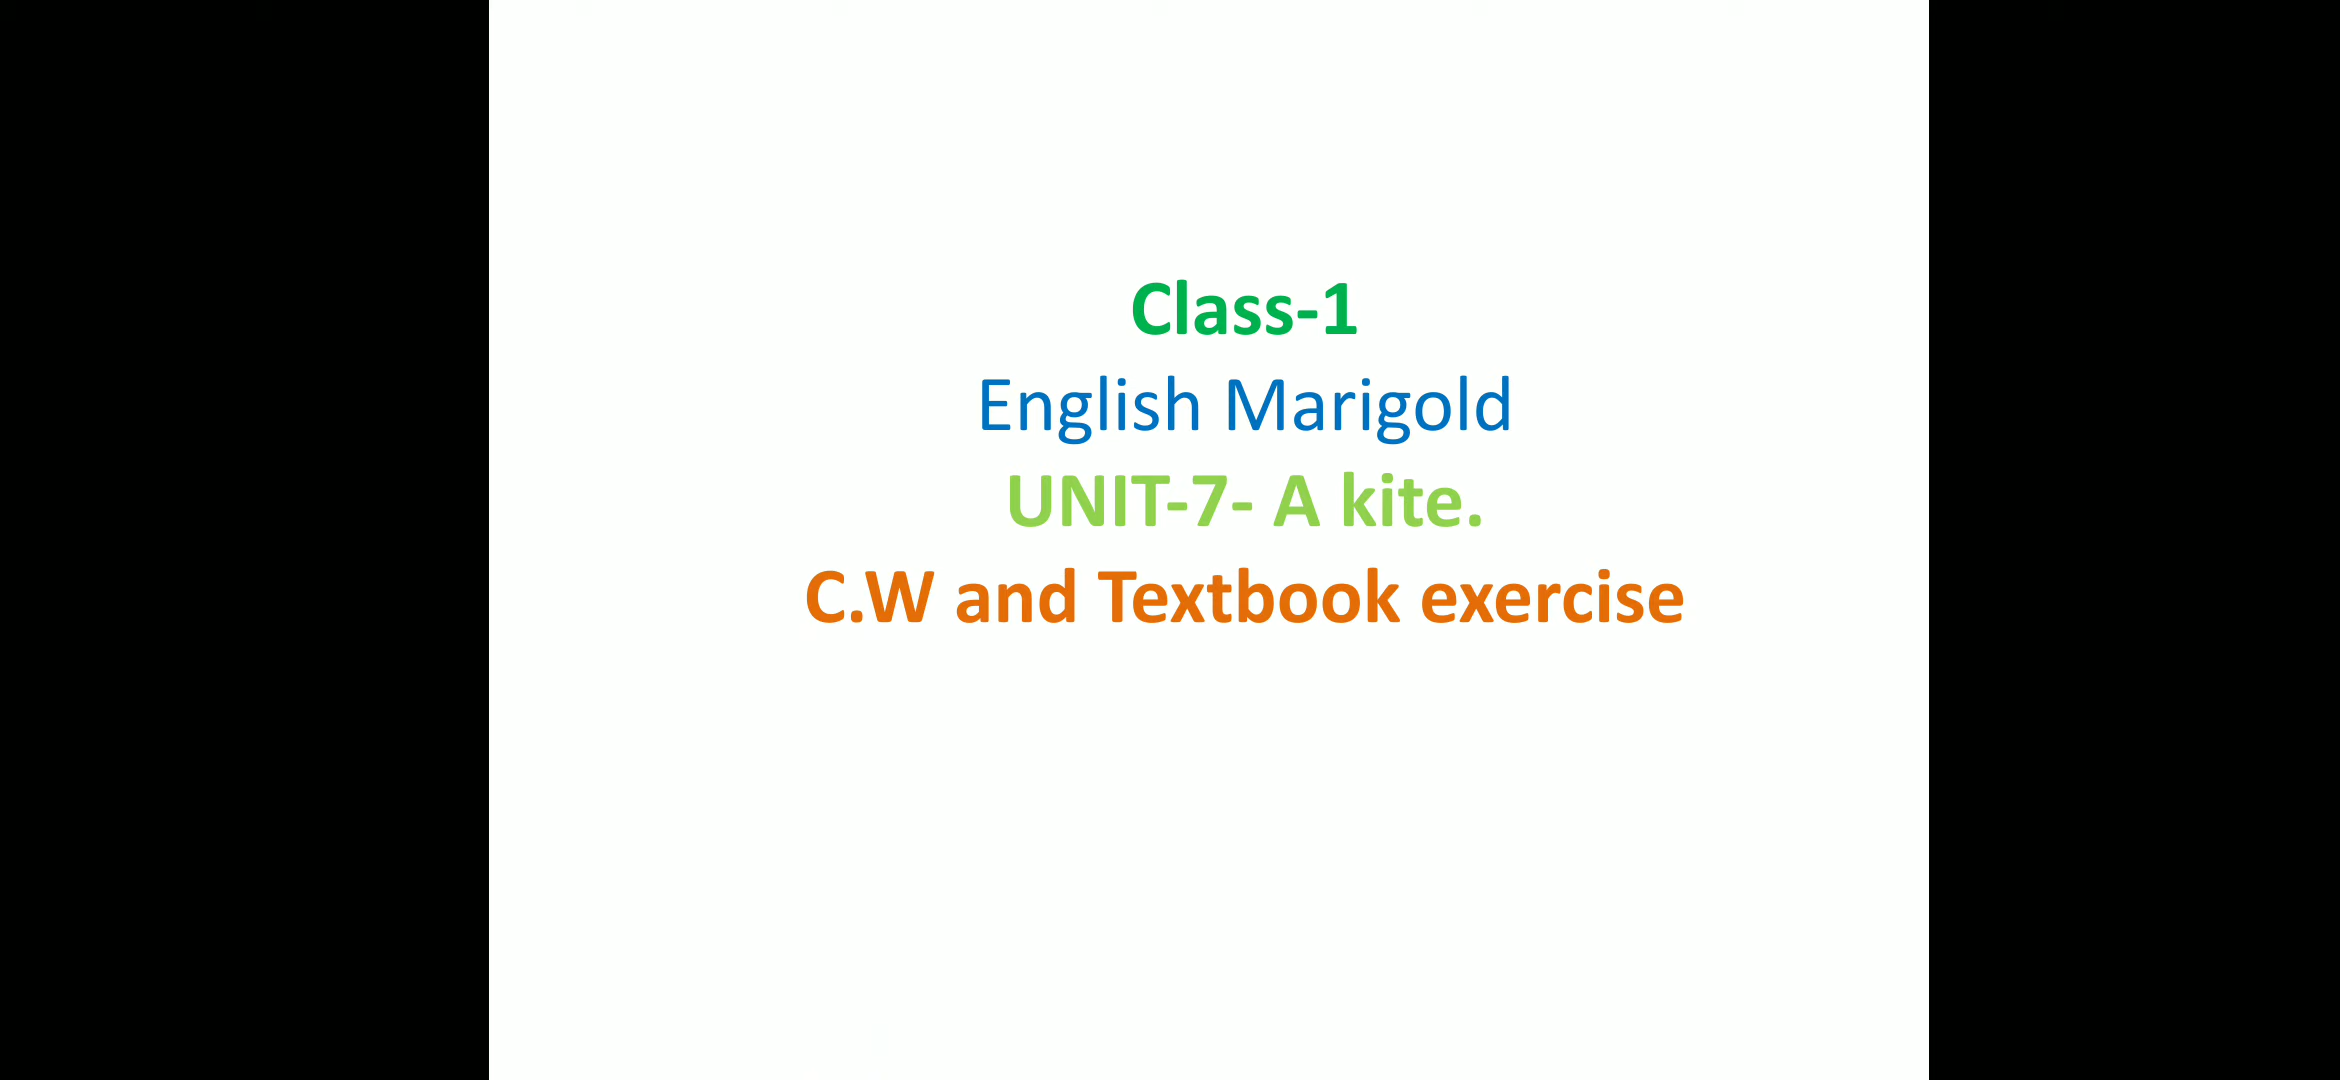 Class-1
English Marigold
UNIT-7- A kite.
C.W and Textbook exercise